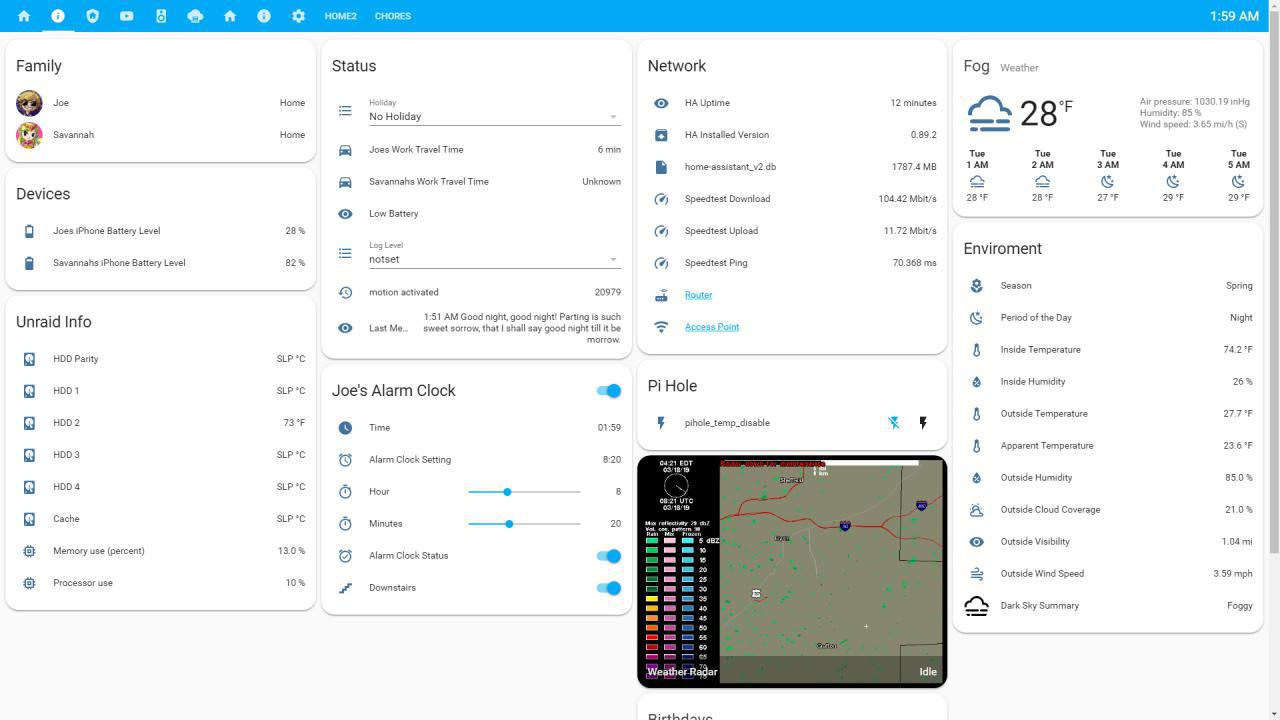 HOME2 CHORES 1:59 AM
Family
Joe Home
Savannah Home
Devices
Joes iPhone Battery Level 28 %
Savannahs iPhone Battery Level 82 %
Unraid Info
HDD Parity SLP °C
HDD 1 SLP °C
HDD 2 73 °F
HDD 3 SLP °C
HDD 4 SLP °C
Cache SLP °C
Memory use (percent) 13.0 %
Processor use 10 %
Status
Holiday
No Holiday
Joes Work Travel Time 6 min
Savannahs Work Travel Time Unknown
Low Battery
Log Level
notset
motion activated 20979
1:51 AM Good night, good night! Parting is such
Last Me... sweet sorrow, that I shall say good night till it be
morrow.
Joe's Alarm Clock
Time 01:59
Alarm Clock Setting 8:20
Hour 8
Minutes 20
Alarm Clock Status
Downstairs
Network
HA Uptime 12 minutes
HA Installed Version 0.89.2
home-assistant_v2.db 1787.4 MB
Speedtest Download 104.42 Mbit/s
Speedtest Upload 11.72 Mbit/s
Speedtest Ping 70.368 ms
Router
Access Point
Pi Hole
pihole_temp_disable
04:21 EDT
03/18/19
08:21 UTC
03/18/19
Max reflectivity 29 dBZ
Vol. cov. pattern
Rain Mix Frozen
5 dBZ
10
15
20
25
30
35
40
45
50
55
60
65
70
75
Radar down for maintenance
km
Sheffield
Elyria
80
480
Grafton
Weather Radar Idle
Birthdays
Fog Weather
28 °F
Air pressure: 1030.19 inHg
Humidity: 85 %
Wind speed: 3.65 mi/h (S)
Tue Tue Tue Tue Tue
1 AM 2 AM 3 AM 4 AM 5 AM
28 °F 28 °F 27 °F 29 °F 29 °F
Enviroment
Season Spring
Period of the Day Night
Inside Temperature 74.2 °F
Inside Humidity 26 %
Outside Temperature 27.7 °F
Apparent Temperature 23.6 °F
Outside Humidity 85.0 %
Outside Cloud Coverage 21.0 %
Outside Visibility 1.04 mi
Outside Wind Speed 3.59 mph
Dark Sky Summary Foggy